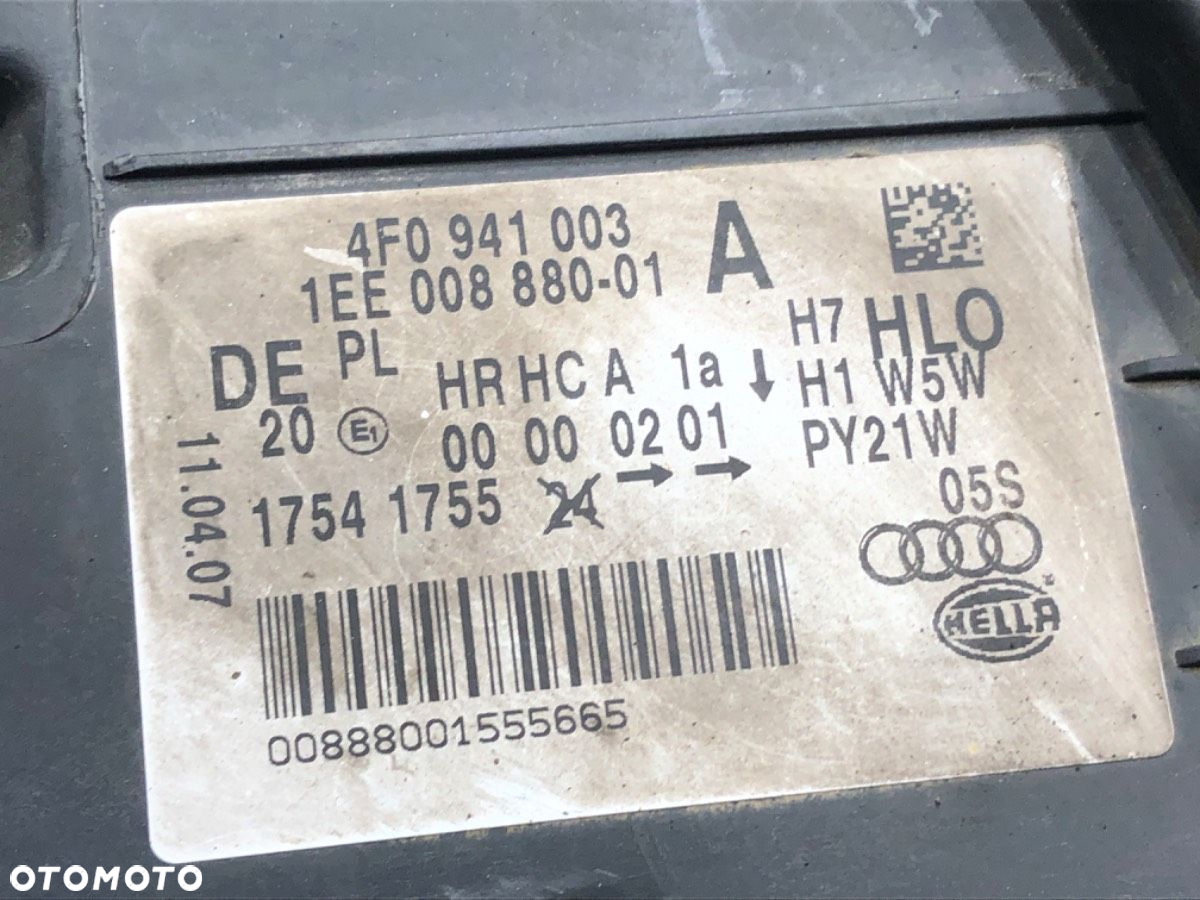 4F0 941 003 A
1EE 008 880-01
DE PL HR HC A 1a ↓ H7 HLO
H1 W5W
20 E1 00 00 02 01 PY21W
1754 1755 24 → → 05S
11.04.07
HELLA
00888001555665
OTOMOTO